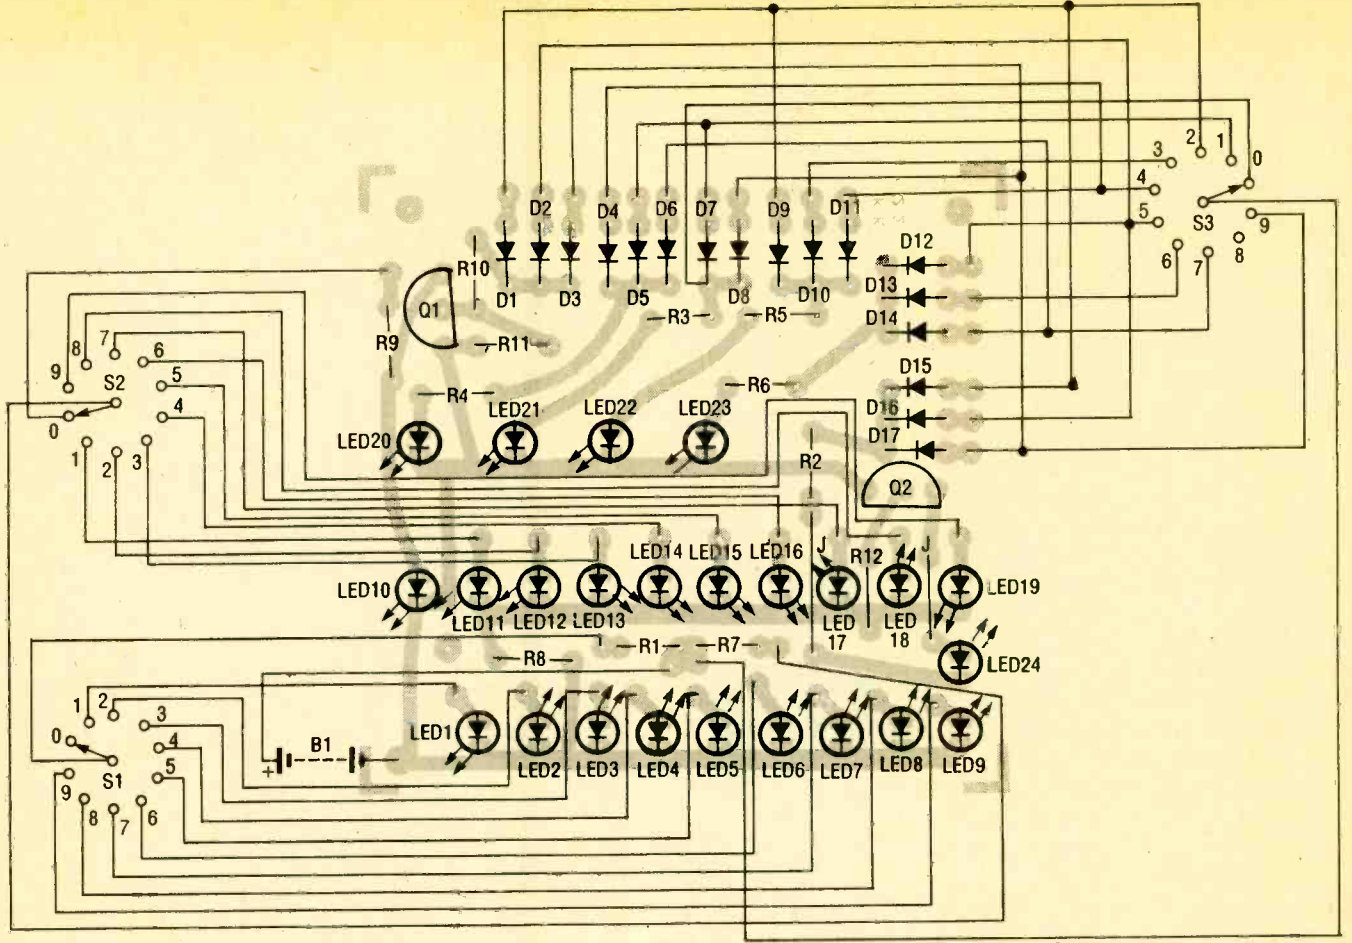 2 1 0
3
4
5 S3 9
6 7 8
D2 D4 D6 D7 D9 D11
D12
R10
D13
D1 D3 D5 D8 D10
Q1 R3 R5 D14
R9 R11
7 6
8
9 S2 5
4
0
1 2 3
R4 R6 D15
LED21 LED22 LED23 D16
LED20 D17
R2 Q2
LED14 LED15 LED16 J R12 J
LED10 LED19
LED11 LED12 LED13 LED 17 LED 18
R8 R1 R7 LED24
1 2 3
0 4
S1 5
9
8 7 6
+ B1
LED1
LED2 LED3 LED4 LED5 LED6 LED7 LED8 LED9